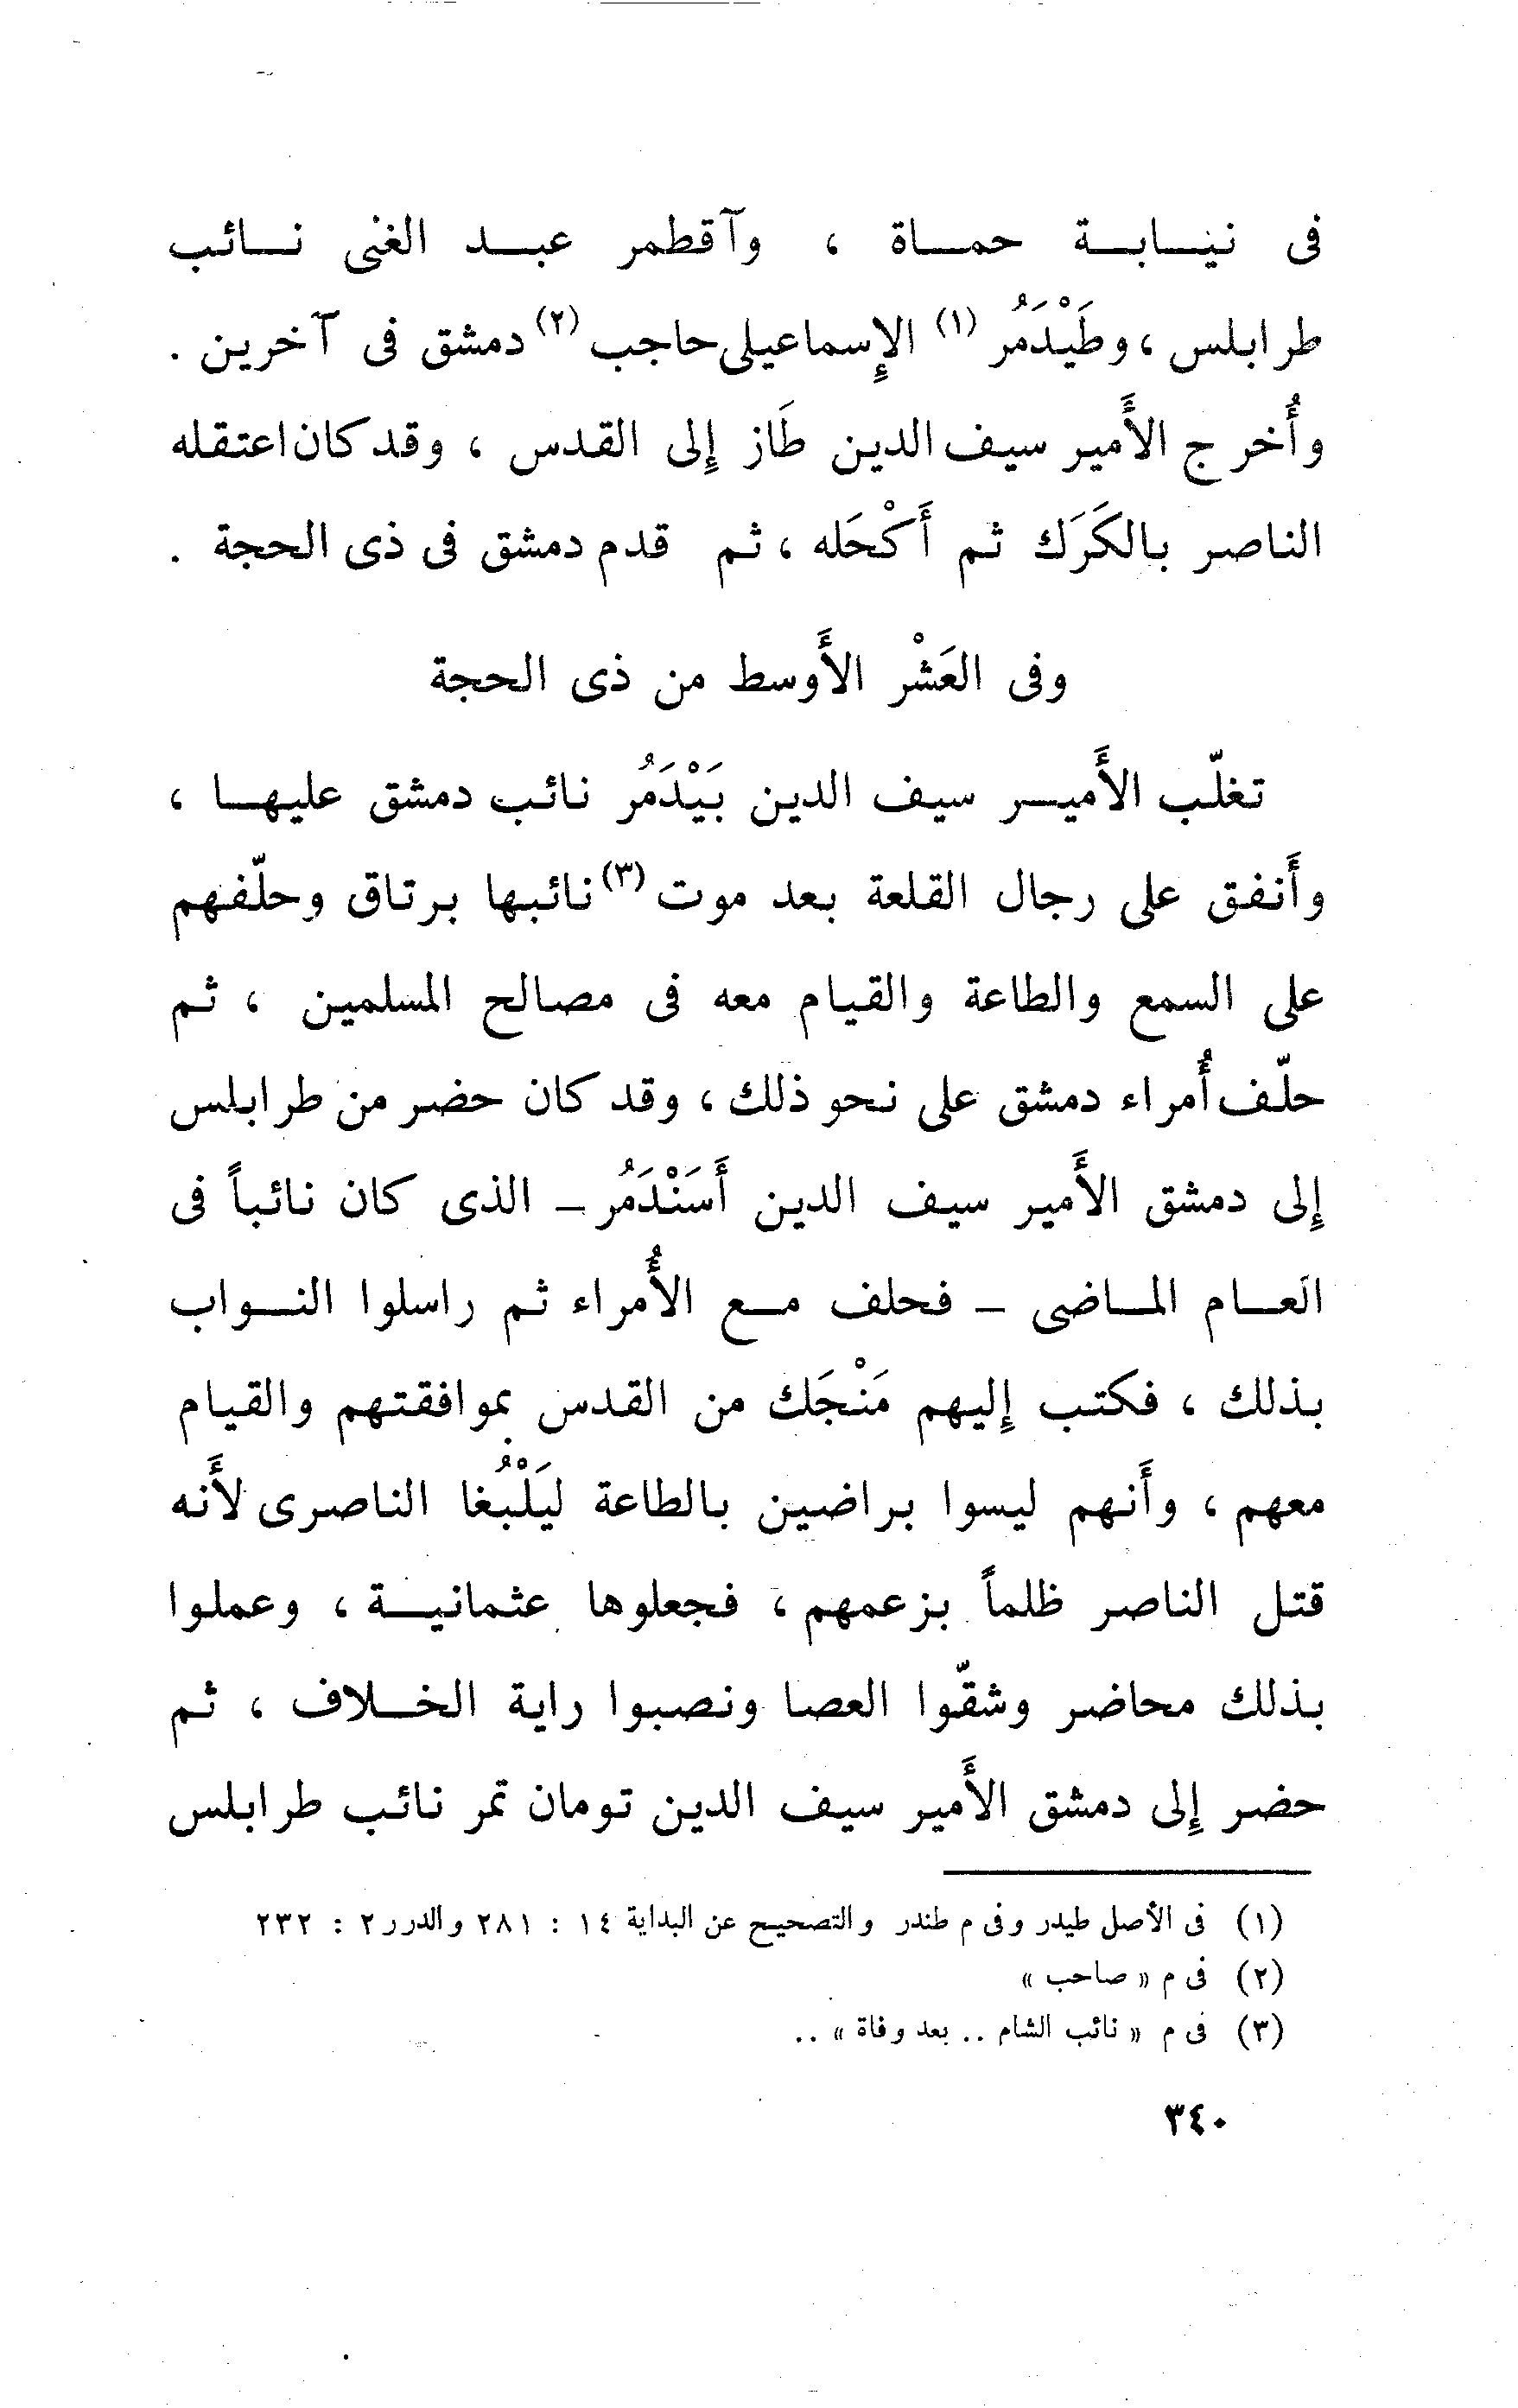 فى نيابة حماة ، وآقطمر عبد الغنى نائب
طرابلس ، وطَيْدَمُر (١) الإسماعيلى حاجب (٢) دمشق فى آخرين .
وأُخرج الأَمير سيف الدين طَاز إلى القدس ، وقد كان اعتقله
الناصر بالكَرَك ثم أَكْحَله ، ثم قدم دمشق فى ذى الحجة .
وفى العَشْر الأَوسط من ذى الحجة
تغلّب الأَمير سيف الدين بَيْدَمُر نائب دمشق عليها ،
وأَنفق على رجال القلعة بعد موت (٣) نائبها برتاق وحلّفهم
على السمع والطاعة والقيام معه فى مصالح المسلمين ، ثم
حلّف أُمراء دمشق على نحو ذلك ، وقد كان حضر من طرابلس
إِلى دمشق الأَمير سيف الدين أَسَنْدَمُر – الذى كان نائباً فى
العام الماضى – فحلف مع الأُمراء ثم راسلوا النواب
بذلك ، فكتب إِليهم مَنْجَك من القدس بموافقتهم والقيام
معهم ، وأَنهم ليسوا براضين بالطاعة ليَلْبُغا الناصرى لأَنه
قتل الناصر ظلماً بزعمهم ، فجعلوها عثمانية ، وعملوا
بذلك محاضر وشقّوا العصا ونصبوا راية الخلاف ، ثم
حضر إِلى دمشق الأَمير سيف الدين تومان تمر نائب طرابلس
(١) فى الأصل طيدر وفى م طندر والتصحيح عن البداية ١٤ : ٢٨١ والدرر ٢ : ٢٣٢
(٢) فى م « صاحب »
(٣) فى م « نائب الشام .. بعد وفاة » ..
٣٤٠